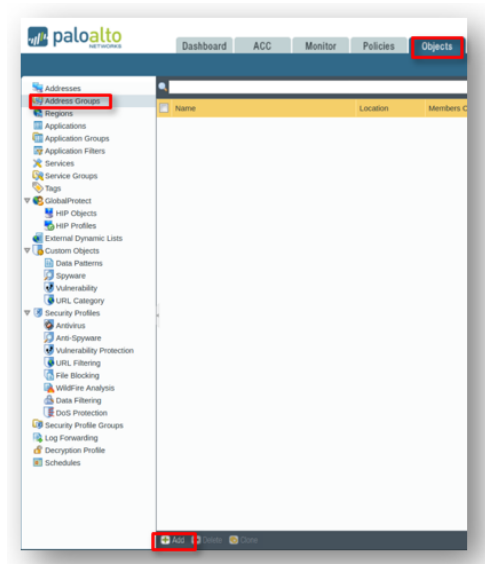 paloalto
NETWORKS
Dashboard ACC Monitor Policies Objects
Addresses
Address Groups
Regions
Applications
Application Groups
Application Filters
Services
Service Groups
Tags
GlobalProtect
HIP Objects
HIP Profiles
External Dynamic Lists
Custom Objects
Data Patterns
Spyware
Vulnerability
URL Category
Security Profiles
Antivirus
Anti-Spyware
Vulnerability Protection
URL Filtering
File Blocking
WildFire Analysis
Data Filtering
DoS Protection
Security Profile Groups
Log Forwarding
Decryption Profile
Schedules
Name Location Members C
Add Delete Clone